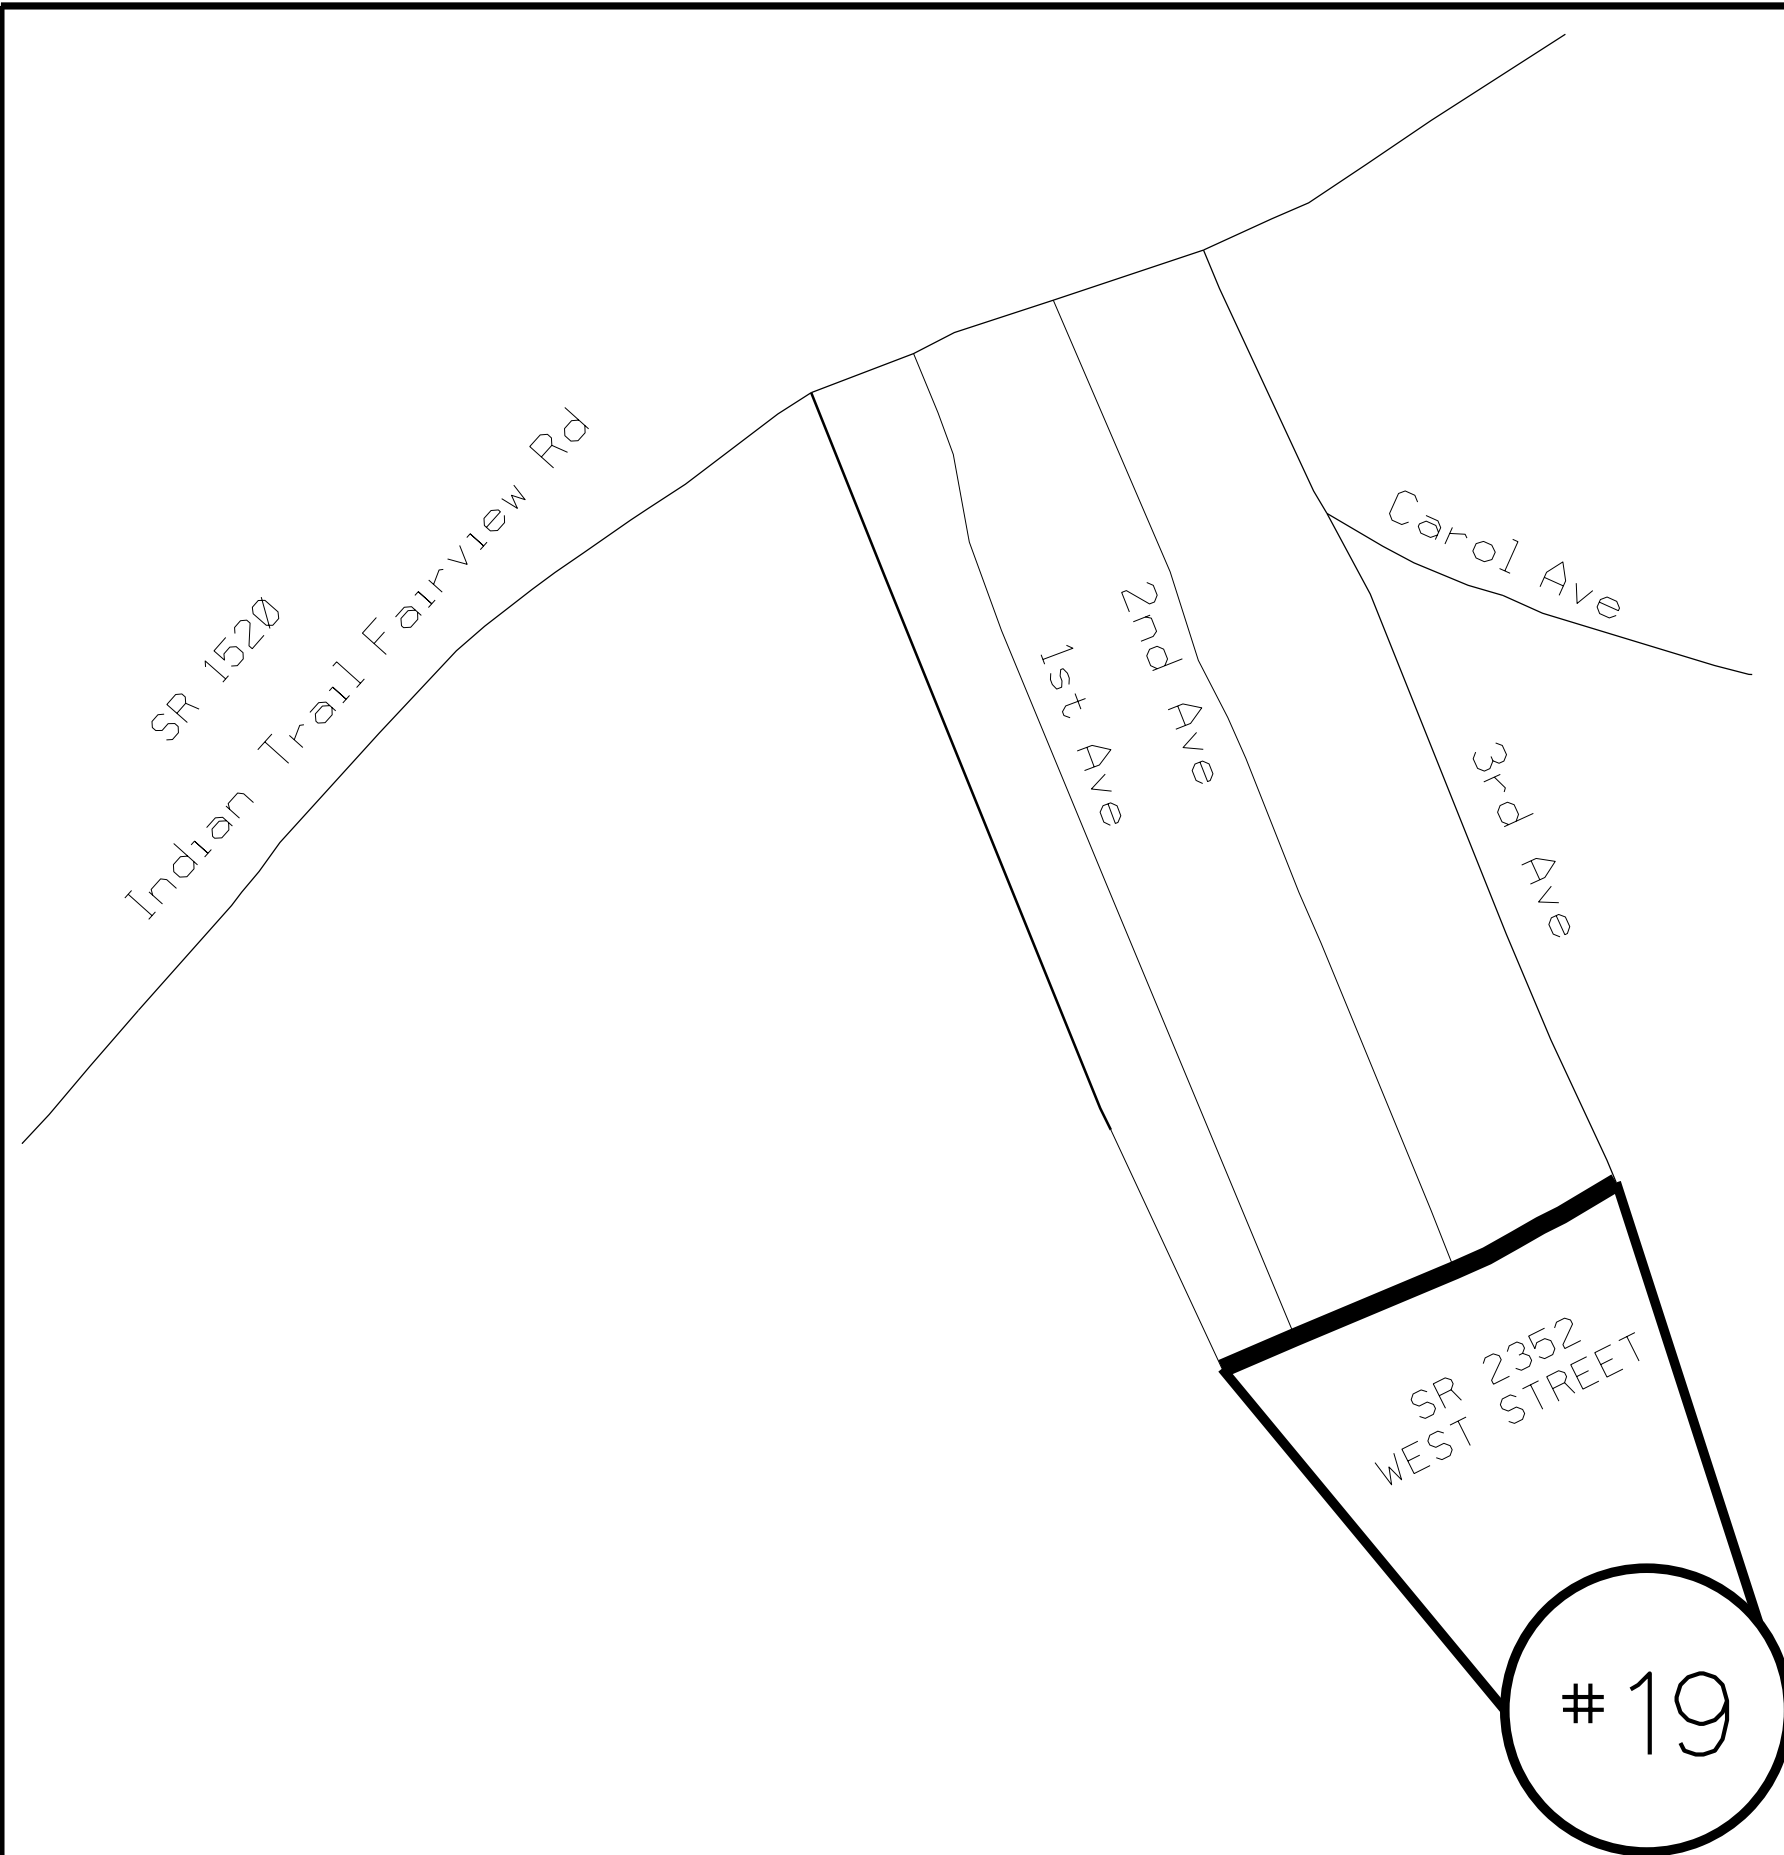 SR 1520
Indian Trail Fairview Rd
Carol Ave
2nd Ave
1st Ave
3rd Ave
SR 2352
WEST STREET
#19